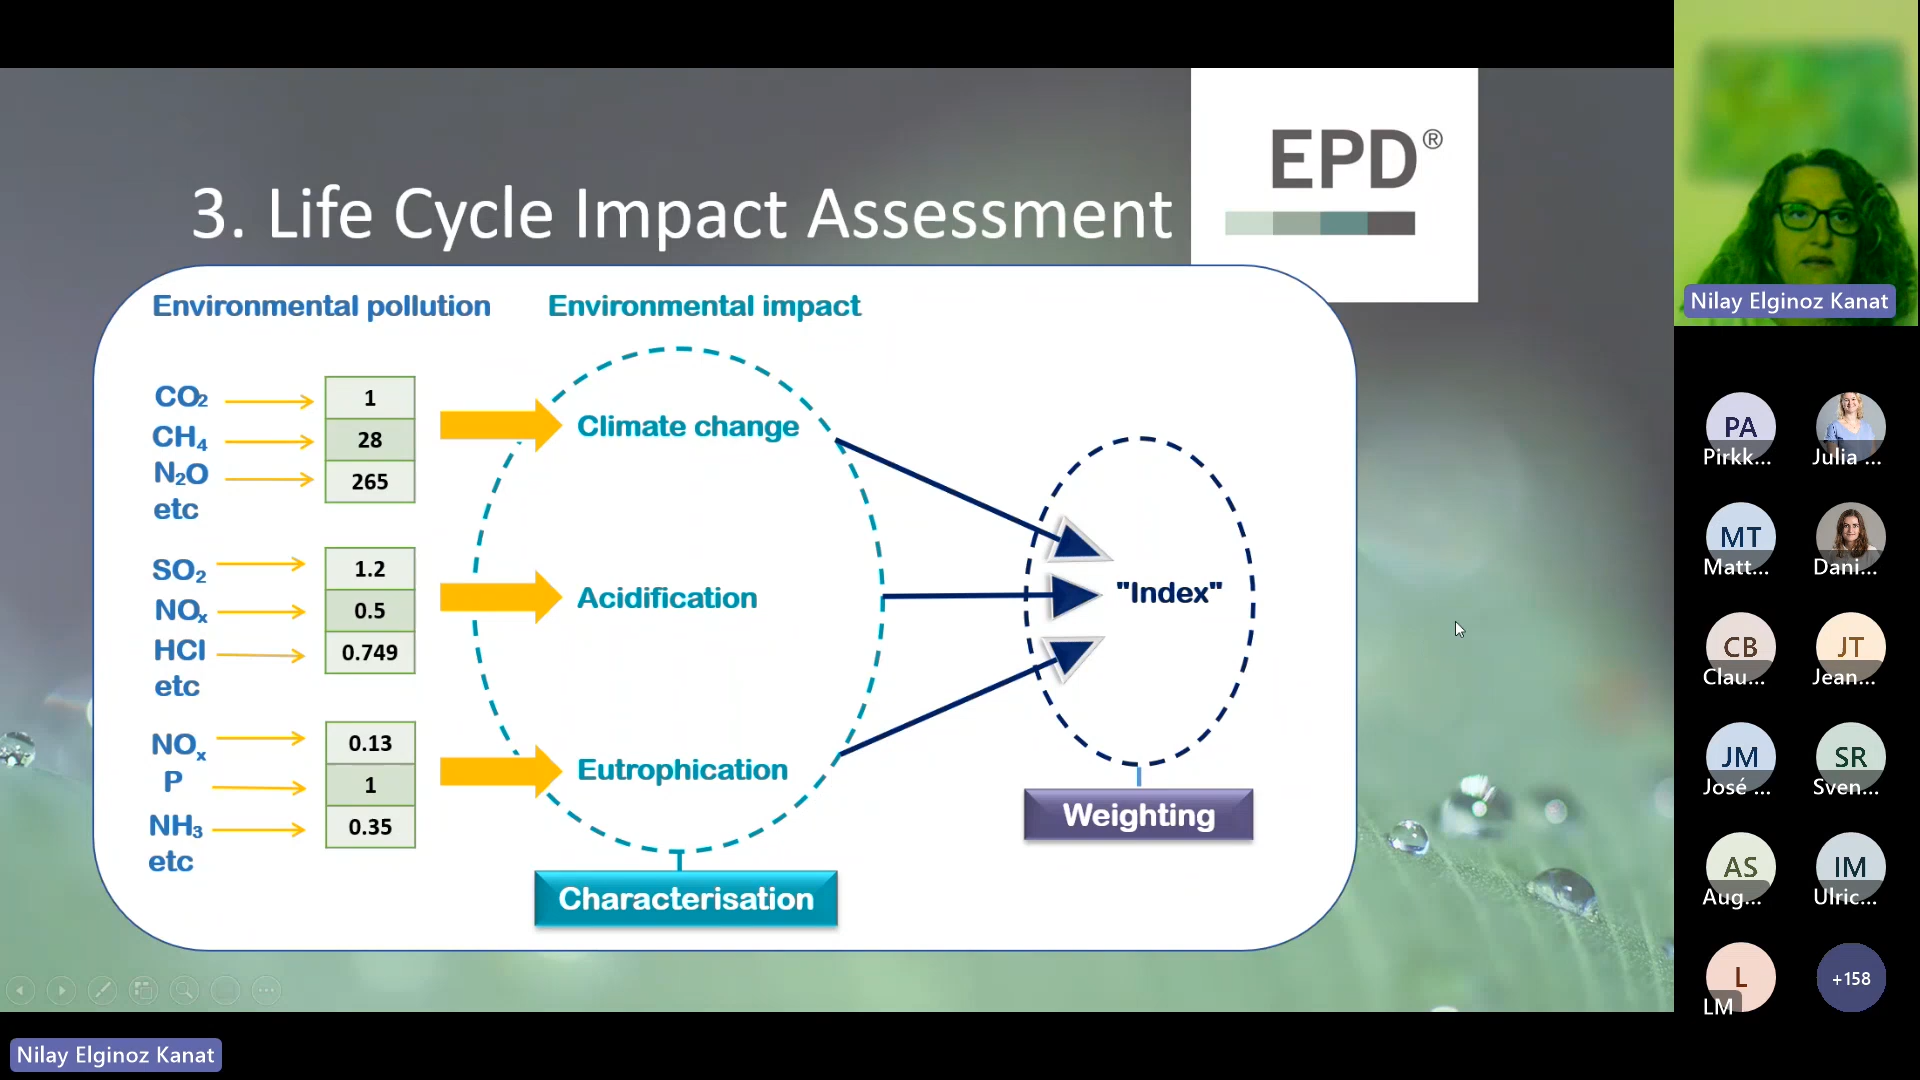 EPD®
3. Life Cycle Impact Assessment
Environmental pollution
Environmental impact
CO₂
1
CH₄
28
N₂O
265
etc
Climate change
SO₂
1.2
NOₓ
0.5
HCl
0.749
etc
Acidification
NOₓ
0.13
P
1
NH₃
0.35
etc
Eutrophication
"Index"
Characterisation
Weighting
Nilay Elginoz Kanat
PA
Pirkk...
Julia ...
MT
Matt...
Dani...
CB
Clau...
JT
Jean...
JM
José ...
SR
Sven...
AS
Aug...
IM
Ulric...
L
LM
+158
Nilay Elginoz Kanat